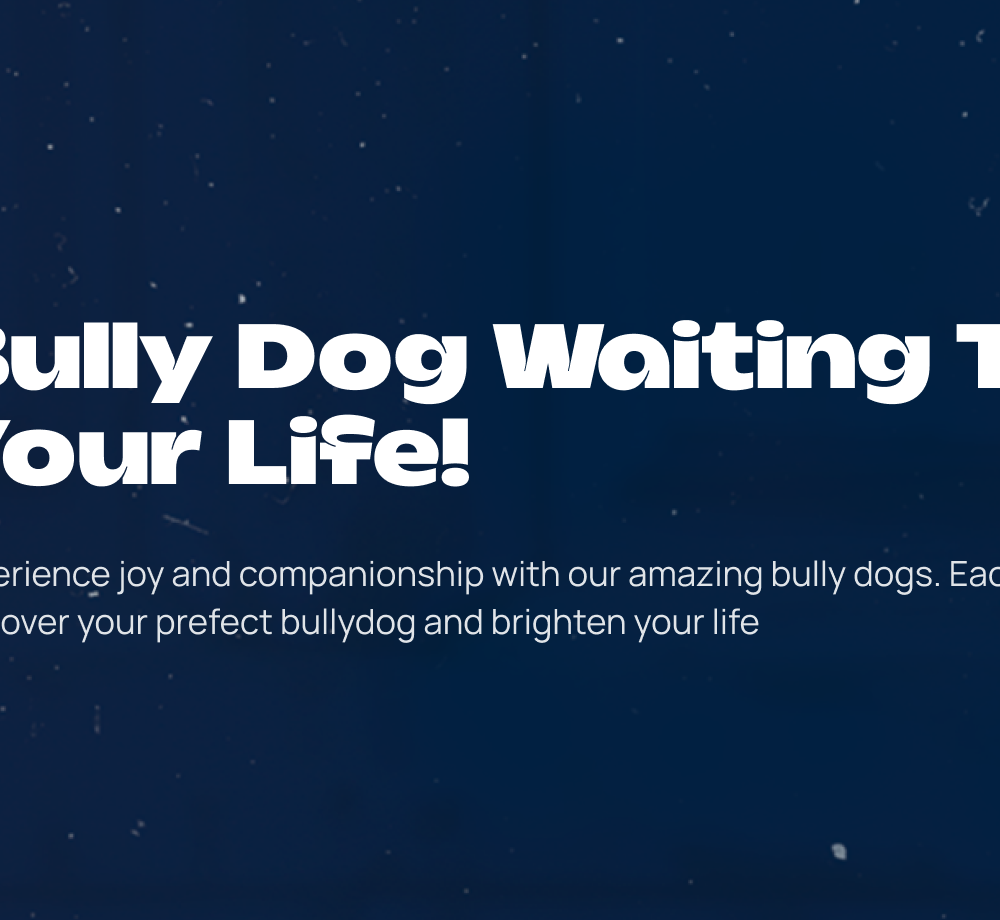 Bully Dog Waiting T
Your Life!
erience joy and companionship with our amazing bully dogs. Eac
over your prefect bullydog and brighten your life